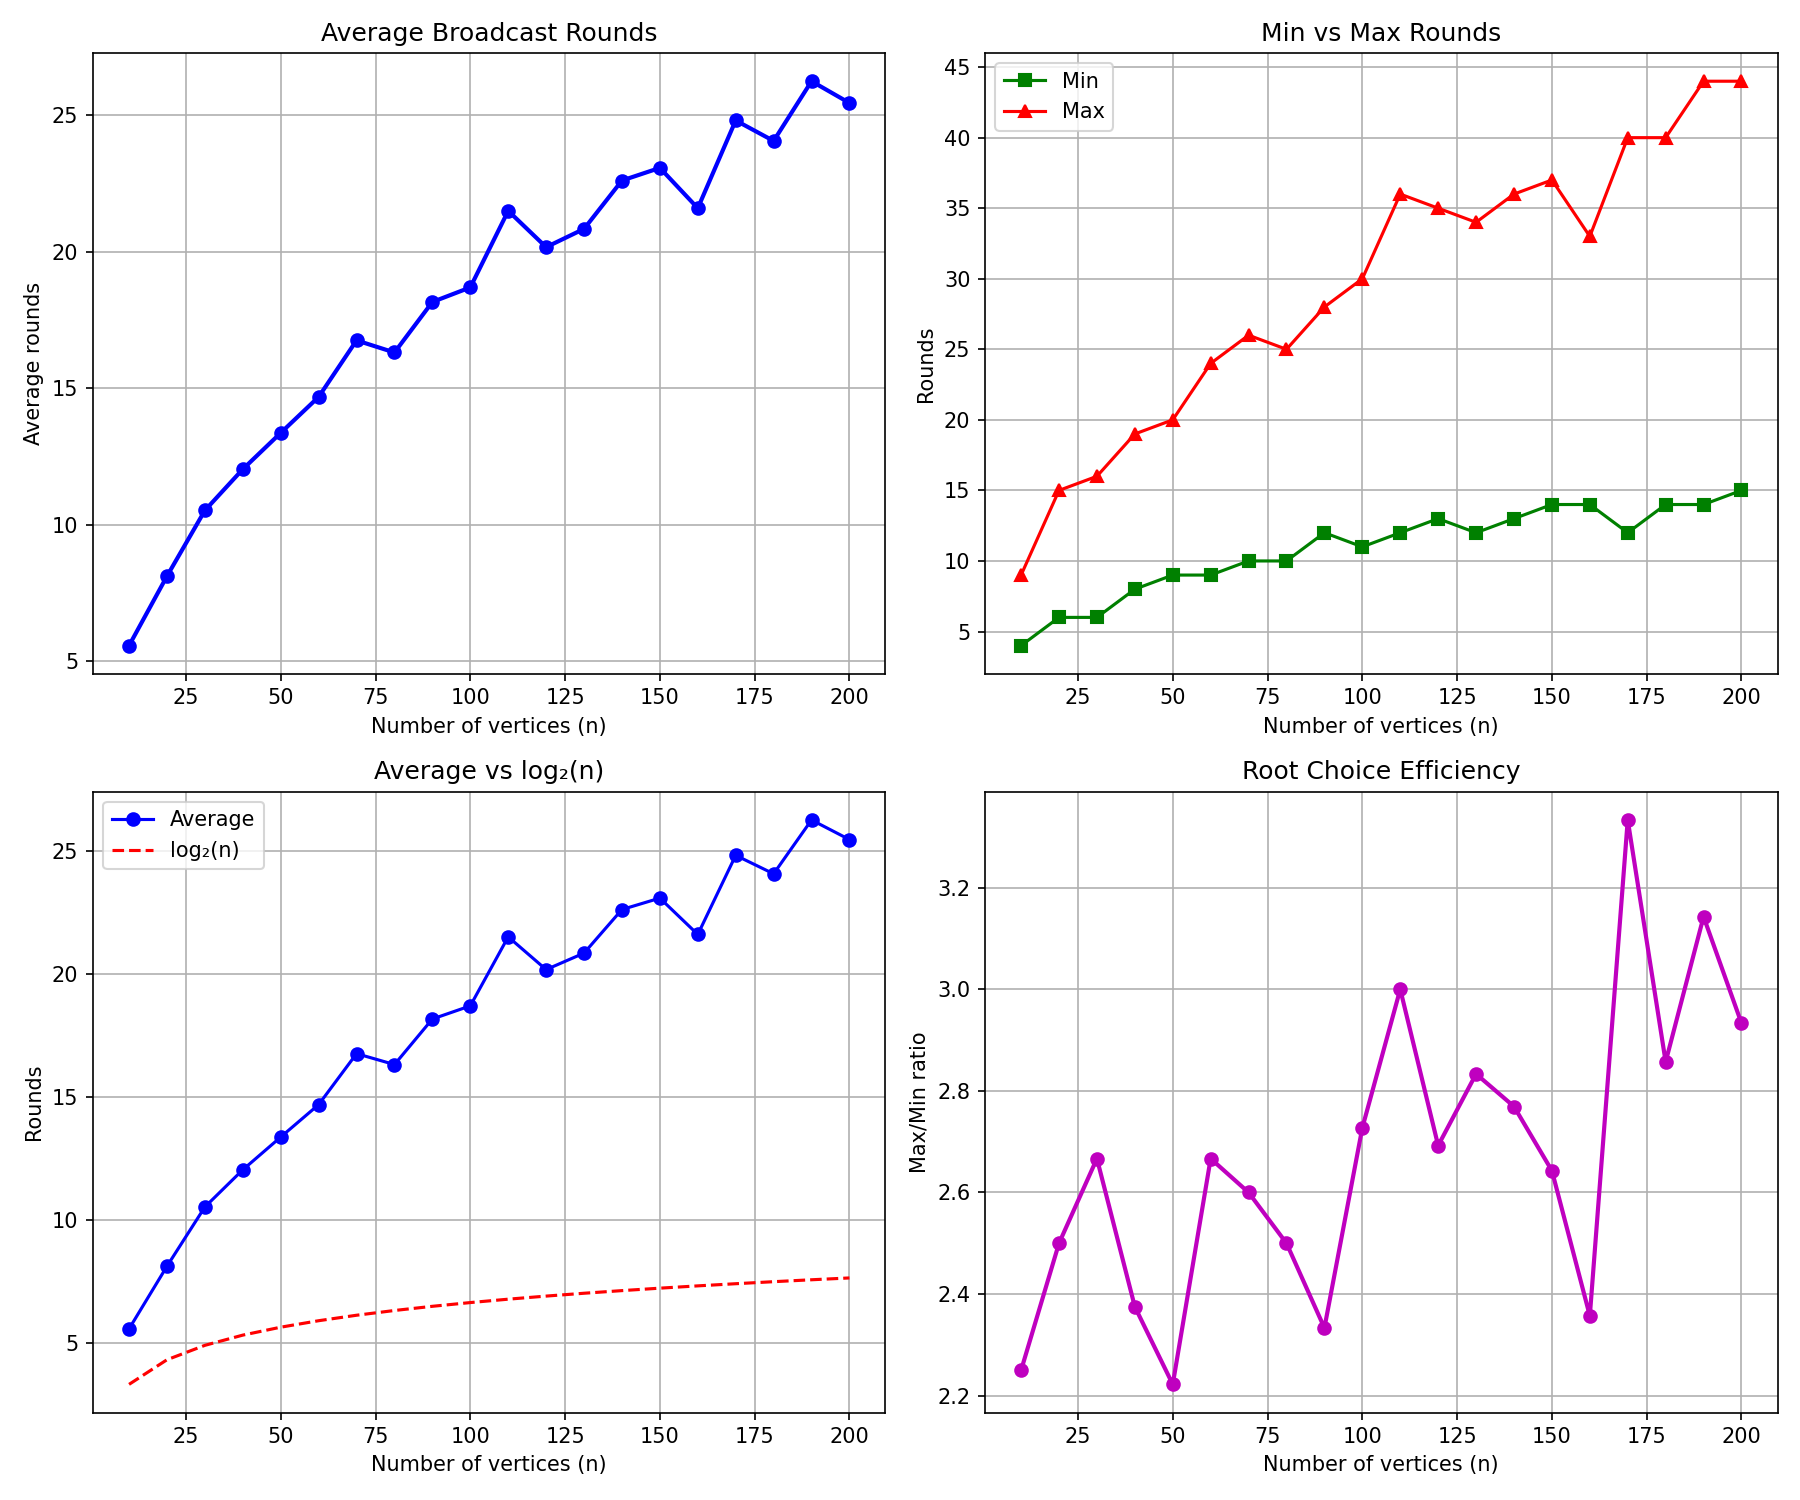 Average Broadcast Rounds
25
20
15
10
5
Average rounds
25 50 75 100 125 150 175 200
Number of vertices (n)
Min vs Max Rounds
Min
Max
45
40
35
30
25
20
15
10
5
Rounds
25 50 75 100 125 150 175 200
Number of vertices (n)
Average vs log₂(n)
Average
log₂(n)
25
20
15
10
5
Rounds
25 50 75 100 125 150 175 200
Number of vertices (n)
Root Choice Efficiency
3.2
3.0
2.8
2.6
2.4
2.2
Max/Min ratio
25 50 75 100 125 150 175 200
Number of vertices (n)